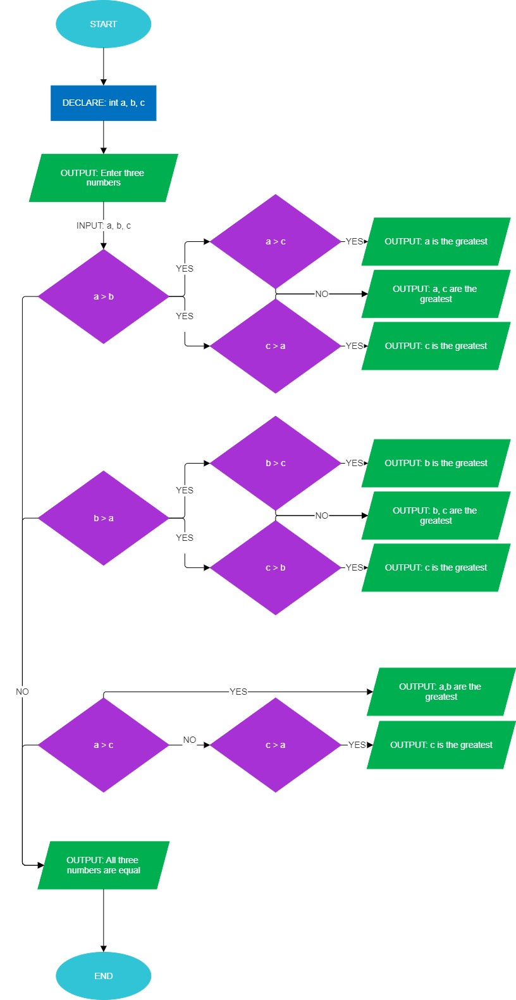 START
DECLARE: int a, b, c
OUTPUT: Enter three
numbers
INPUT: a, b, c
a > b
YES
YES
a > c
YES
OUTPUT: a is the greatest
NO
OUTPUT: a, c are the
greatest
c > a
YES
OUTPUT: c is the greatest
b > a
YES
YES
b > c
YES
OUTPUT: b is the greatest
NO
OUTPUT: b, c are the
greatest
c > b
YES
OUTPUT: c is the greatest
NO
YES
OUTPUT: a,b are the
greatest
a > c
NO
c > a
YES
OUTPUT: c is the greatest
OUTPUT: All three
numbers are equal
END